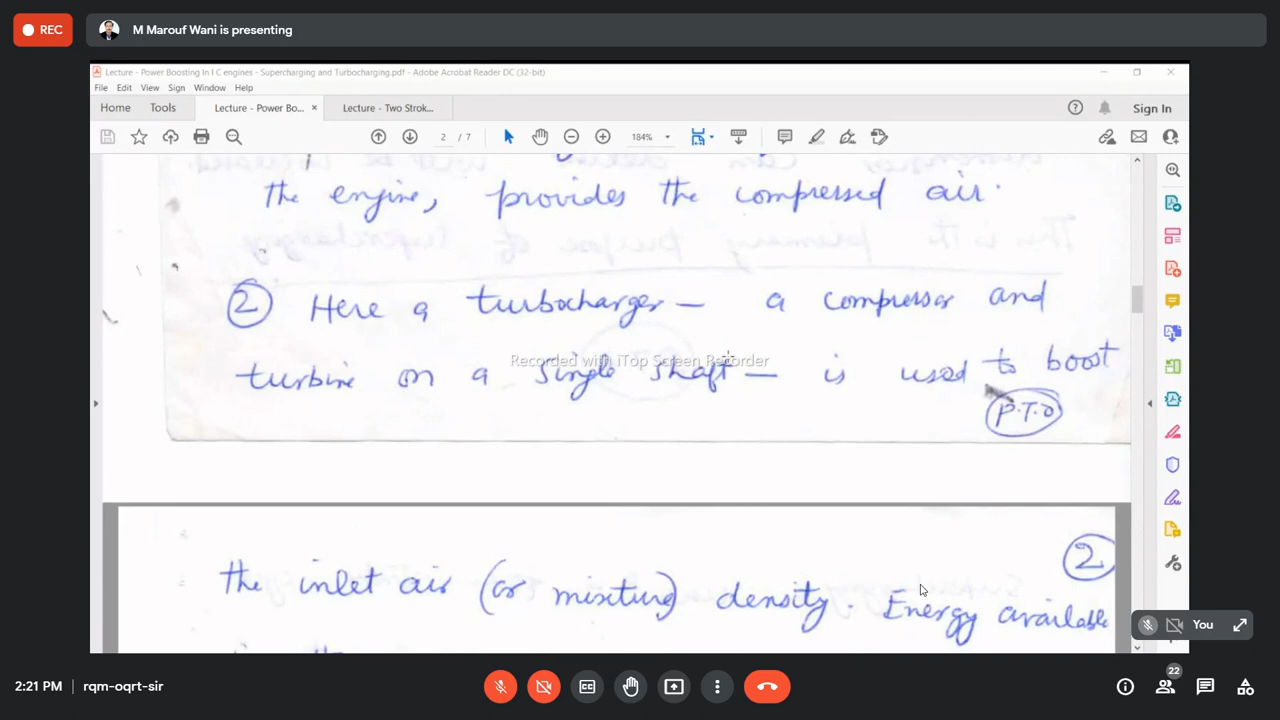 REC
M Marouf Wani is presenting
Lecture - Power Boosting In I C engines - Supercharging and Turbocharging.pdf - Adobe Acrobat Reader DC (32-bit)
File Edit View Sign Window Help
Home Tools Lecture - Power Bo... × Lecture - Two Strok... Sign In
2 / 7 184%
the engine, provides the compressed air.
② Here a turbocharger — a compressor and
Recorded with iTop Screen Recorder
turbine on a single shaft — is used to boost
P.T.O
②
the inlet air (or mixture) density. Energy available
You
2:21 PM rqm-oqrt-sir
22